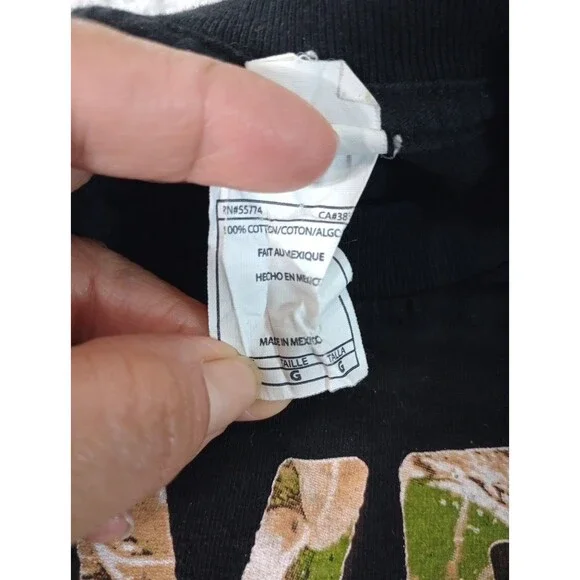 RN#55774 CA#38
100% COTTON/COTON/ALGO
FAIT AU MEXIQUE
HECHO EN MEXICO
MADE IN MEXICO
TAILLE TALLA
G G